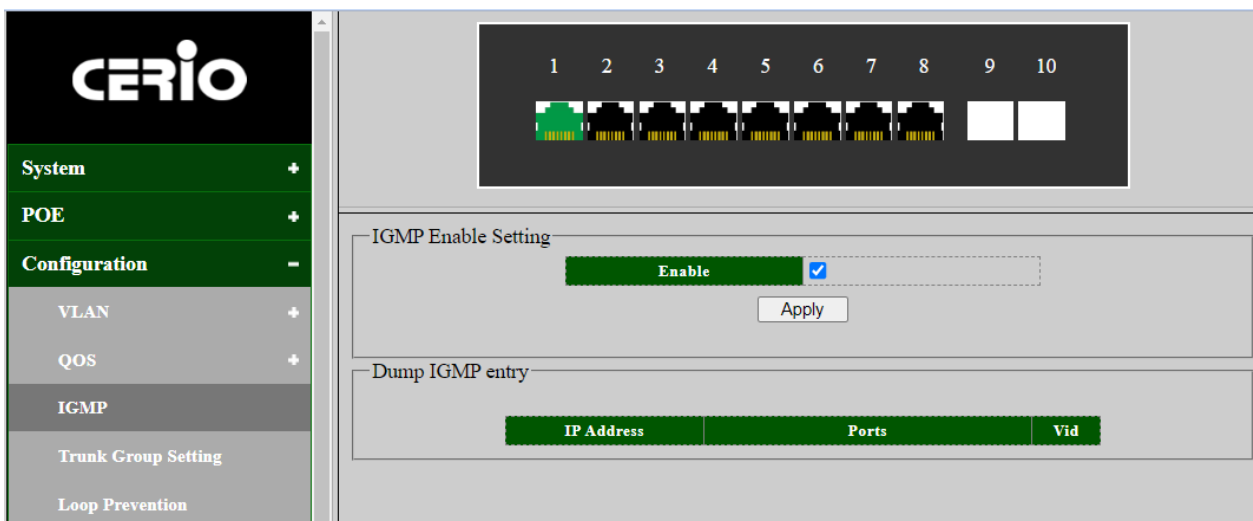 CERIO
System
POE
Configuration
VLAN
QOS
IGMP
Trunk Group Setting
Loop Prevention
1 2 3 4 5 6 7 8 9 10
IGMP Enable Setting
Enable
Apply
Dump IGMP entry
IP Address Ports Vid